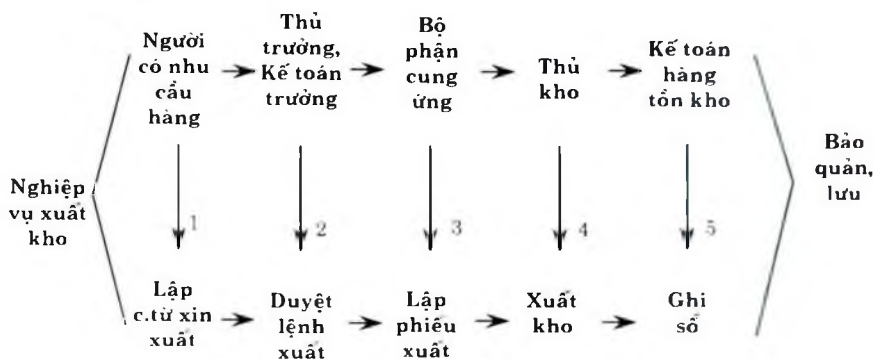 Người
có nhu
cầu
hàng
Thủ
trưởng,
Kế toán
trưởng
Bộ
phận
cung
ứng
Thủ
kho
Kế toán
hàng
tồn kho
Nghiệp
vụ xuất
kho
1
2
3
4
5
Bảo
quản,
lưu
Lập
c.từ xin
xuất
Duyệt
lệnh
xuất
Lập
phiếu
xuất
Xuất
kho
Ghi
sổ